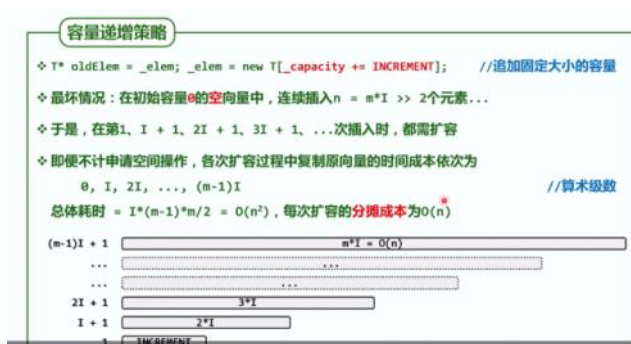 容量递增策略
❖ T* oldElem = _elem; _elem = new T[_capacity += INCREMENT]; //追加固定大小的容量
❖ 最坏情况：在初始容量0的空向量中，连续插入n = m*I >> 2个元素...
❖ 于是，在第1、I + 1、2I + 1、3I + 1、...次插入时，都需扩容
❖ 即便不计申请空间操作，各次扩容过程中复制原向量的时间成本依次为
0, I, 2I, ..., (m-1)I //算术级数
总体耗时 = I*(m-1)*m/2 = O(n²)，每次扩容的分摊成本为O(n)
(m-1)I + 1 m*I = O(n)
... ...
... ...
2I + 1 3*I
I + 1 2*I
1 INCREMENT